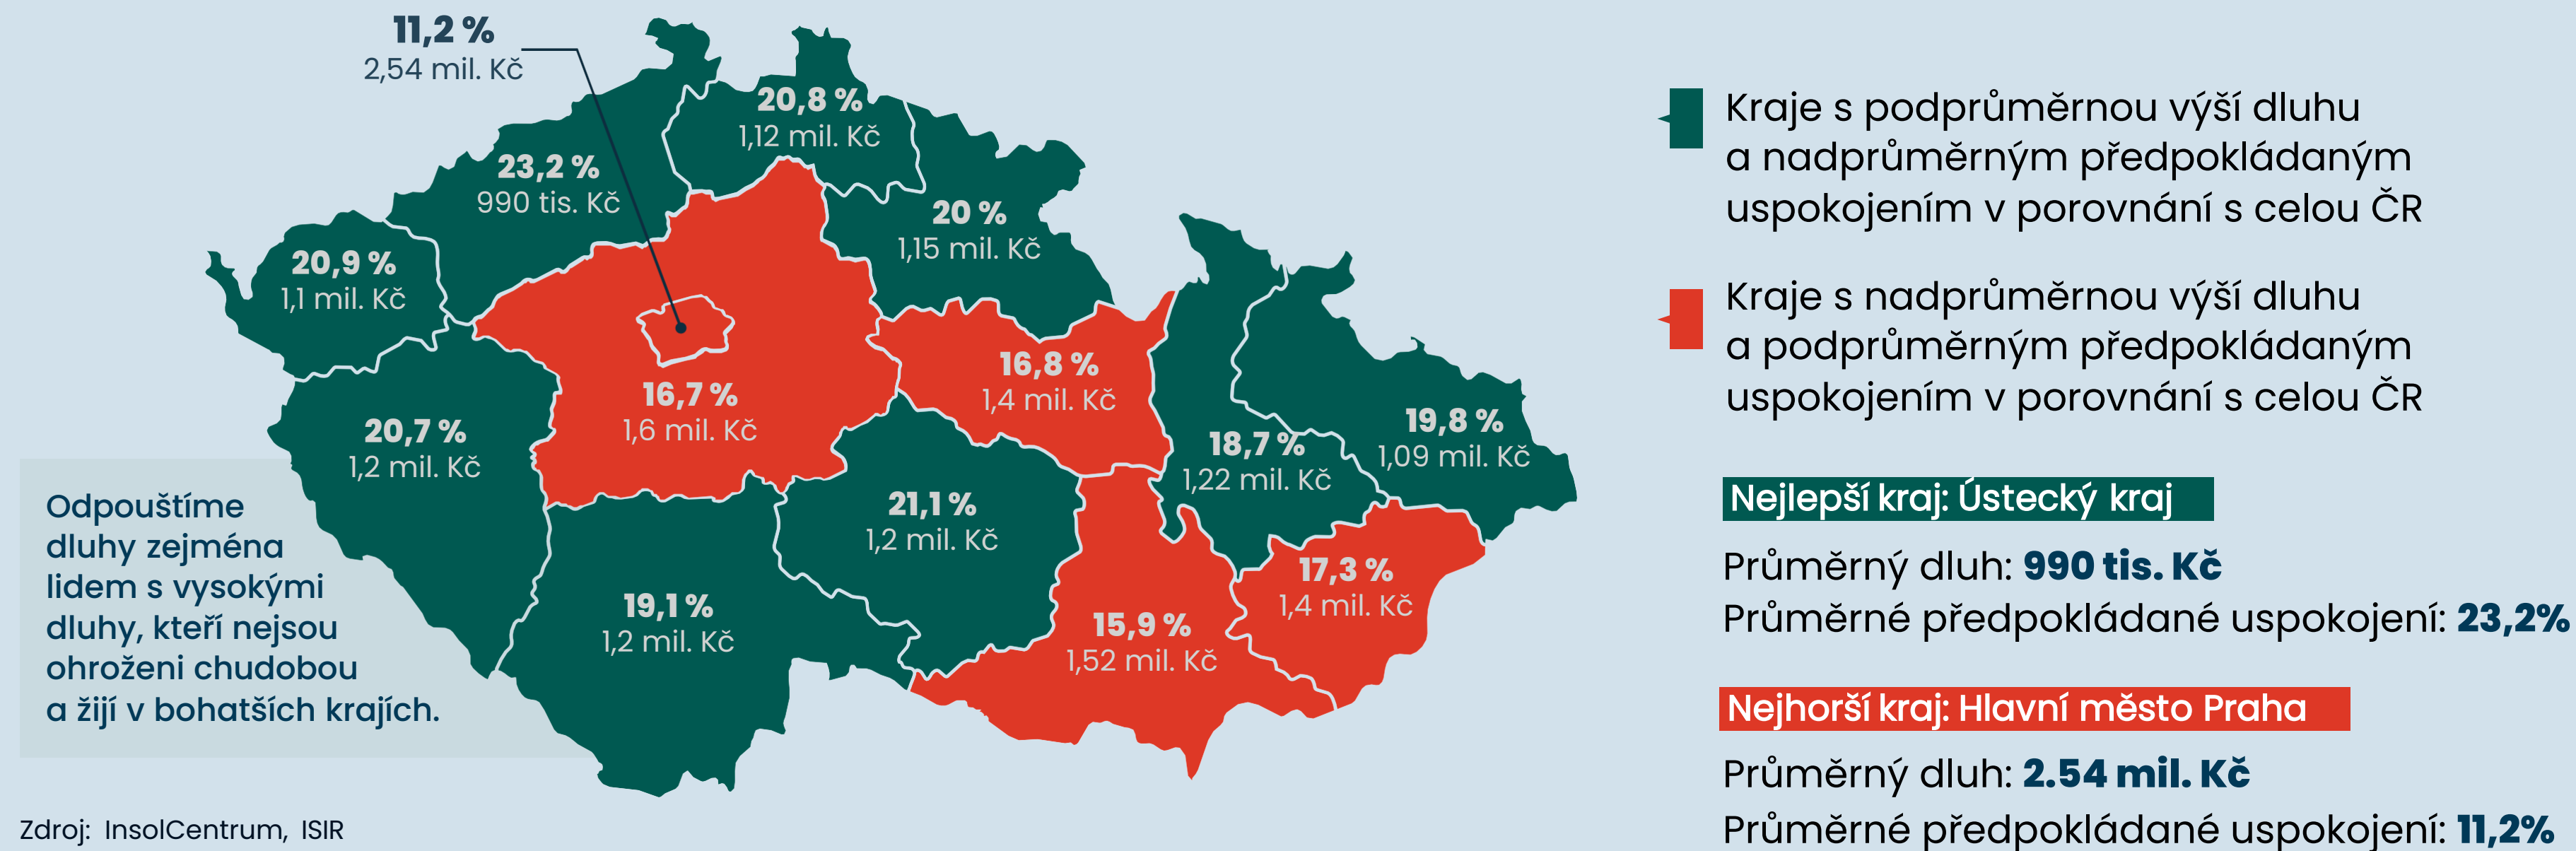 11,2 %
2,54 mil. Kč
20,8 %
1,12 mil. Kč
23,2 %
990 tis. Kč
20 %
1,15 mil. Kč
20,9 %
1,1 mil. Kč
16,8 %
1,4 mil. Kč
16,7 %
1,6 mil. Kč
19,8 %
1,09 mil. Kč
20,7 %
1,2 mil. Kč
18,7 %
1,22 mil. Kč
21,1 %
1,2 mil. Kč
17,3 %
1,4 mil. Kč
19,1 %
1,2 mil. Kč
15,9 %
1,52 mil. Kč
Odpouštíme
dluhy zejména
lidem s vysokými
dluhy, kteří nejsou
ohroženi chudobou
a žijí v bohatších krajích.
Zdroj: InsolCentrum, ISIR
Kraje s podprůměrnou výší dluhu
a nadprůměrným předpokládaným
uspokojením v porovnání s celou ČR
Kraje s nadprůměrnou výší dluhu
a podprůměrným předpokládaným
uspokojením v porovnání s celou ČR
Nejlepší kraj: Ústecký kraj
Průměrný dluh: 990 tis. Kč
Průměrné předpokládané uspokojení: 23,2%
Nejhorší kraj: Hlavní město Praha
Průměrný dluh: 2.54 mil. Kč
Průměrné předpokládané uspokojení: 11,2%